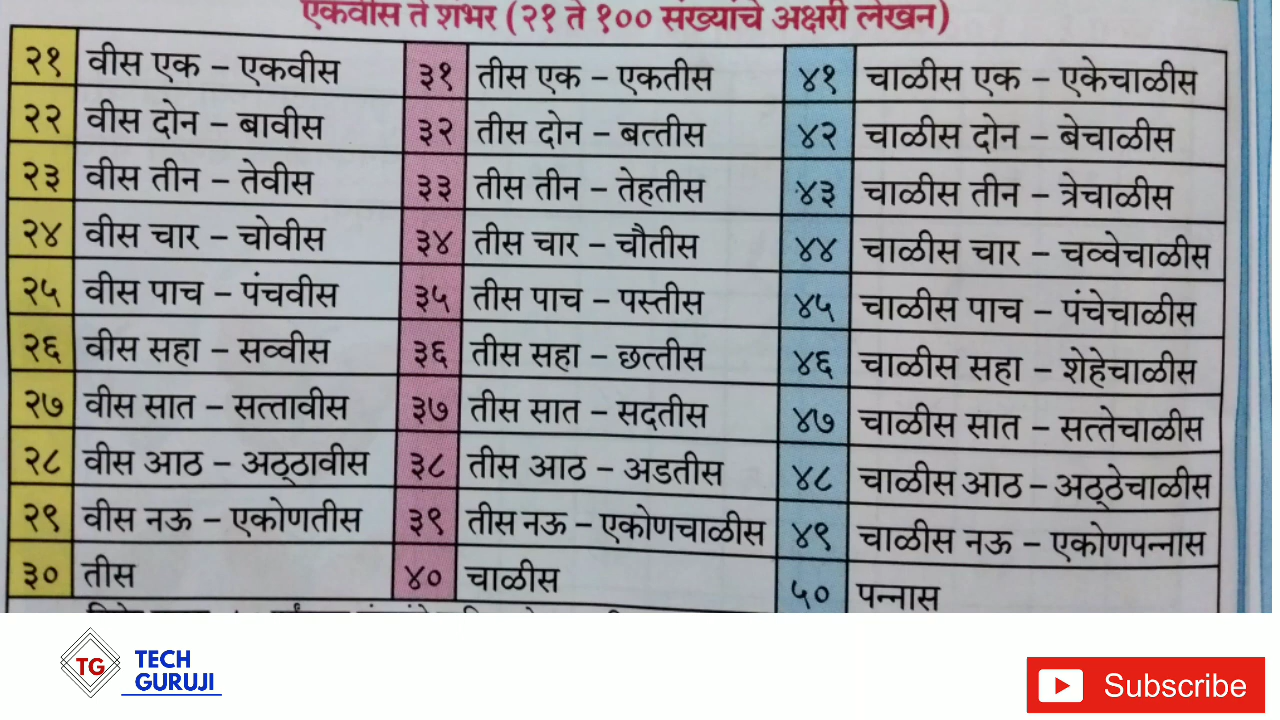 एकवीस ते शंभर (२१ ते १०० संख्यांचे अक्षरी लेखन)
२१ वीस एक – एकवीस ३१ तीस एक – एकतीस ४१ चाळीस एक – एकेचाळीस
२२ वीस दोन – बावीस ३२ तीस दोन – बत्तीस ४२ चाळीस दोन – बेचाळीस
२३ वीस तीन – तेवीस ३३ तीस तीन – तेहतीस ४३ चाळीस तीन – त्रेचाळीस
२४ वीस चार – चोवीस ३४ तीस चार – चौतीस ४४ चाळीस चार – चव्वेचाळीस
२५ वीस पाच – पंचवीस ३५ तीस पाच – पस्तीस ४५ चाळीस पाच – पंचेचाळीस
२६ वीस सहा – सव्वीस ३६ तीस सहा – छत्तीस ४६ चाळीस सहा – शेहेचाळीस
२७ वीस सात – सत्तावीस ३७ तीस सात – सदतीस ४७ चाळीस सात – सत्तेचाळीस
२८ वीस आठ – अठ्ठावीस ३८ तीस आठ – अडतीस ४८ चाळीस आठ – अठ्ठेचाळीस
२९ वीस नऊ – एकोणतीस ३९ तीस नऊ – एकोणचाळीस ४९ चाळीस नऊ – एकोणपन्नास
३० तीस ४० चाळीस ५० पन्नास
TG TECH
GURUJI
Subscribe